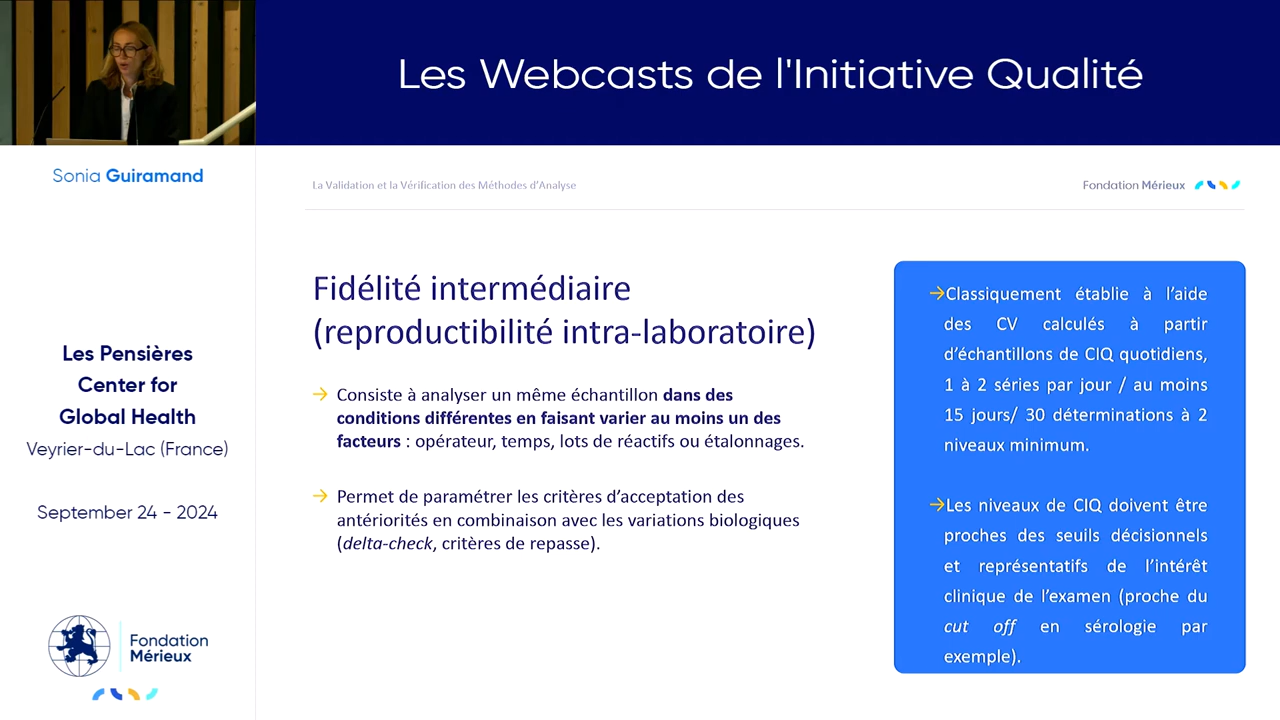 Les Webcasts de l'Initiative Qualité
Sonia Guiramand
Les Pensières
Center for
Global Health
Veyrier-du-Lac (France)
September 24 - 2024
Fondation
Mérieux
La Validation et la Vérification des Méthodes d'Analyse
Fondation Mérieux
Fidélité intermédiaire
(reproductibilité intra-laboratoire)
→ Consiste à analyser un même échantillon dans des
conditions différentes en faisant varier au moins un des
facteurs : opérateur, temps, lots de réactifs ou étalonnages.
→ Permet de paramétrer les critères d'acceptation des
antériorités en combinaison avec les variations biologiques
(delta-check, critères de repasse).
→Classiquement établie à l'aide
des CV calculés à partir
d'échantillons de CIQ quotidiens,
1 à 2 séries par jour / au moins
15 jours/ 30 déterminations à 2
niveaux minimum.
→Les niveaux de CIQ doivent être
proches des seuils décisionnels
et représentatifs de l'intérêt
clinique de l'examen (proche du
cut off en sérologie par
exemple).